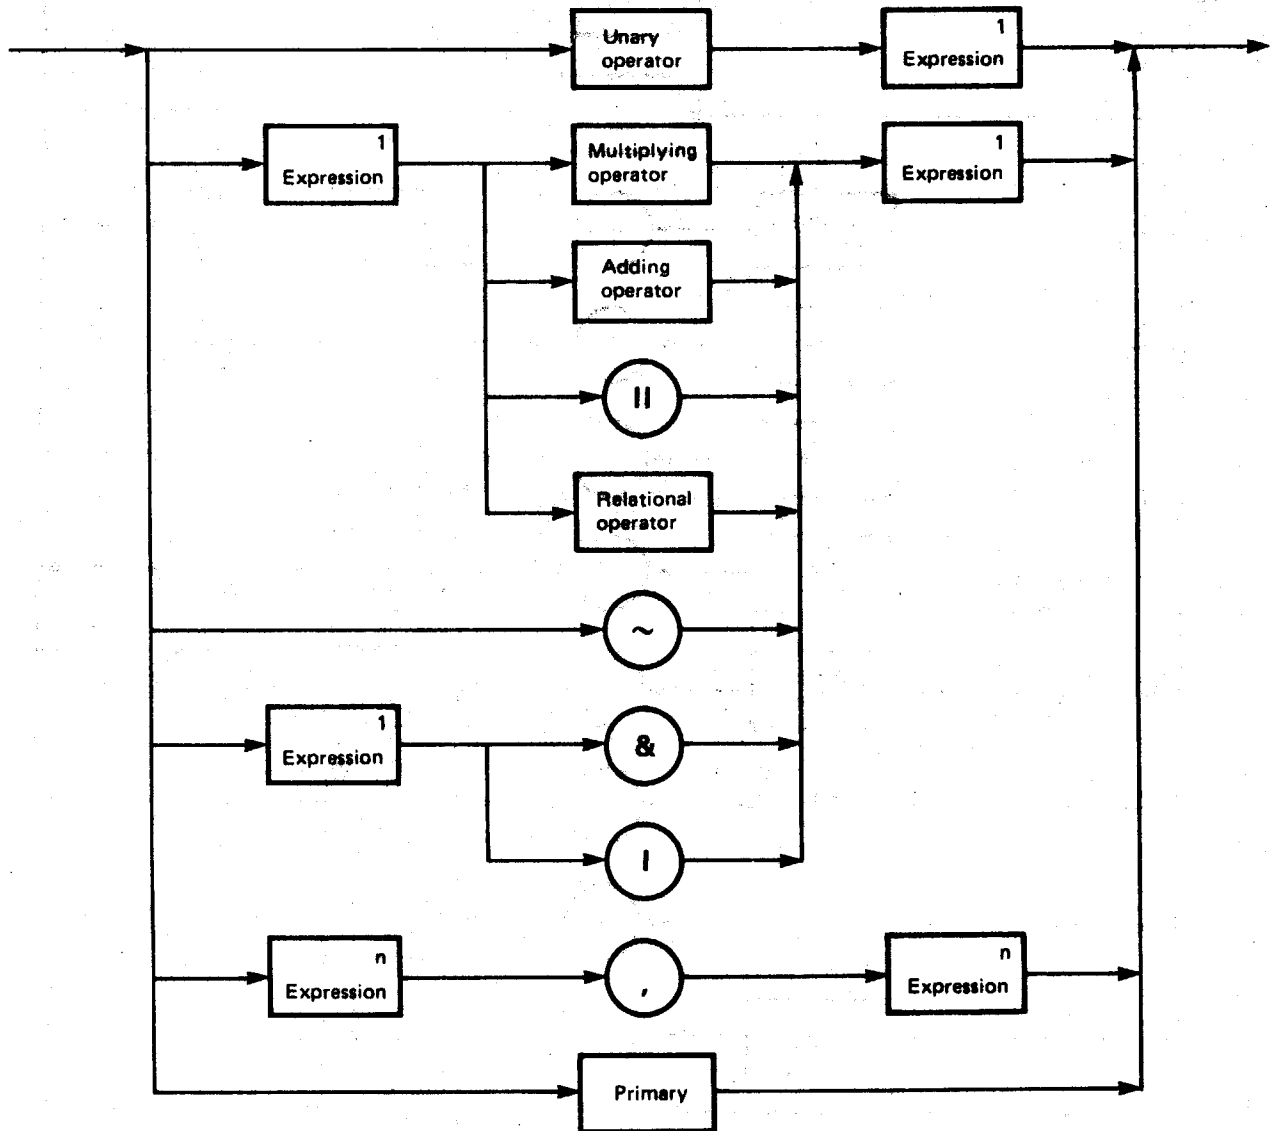 Unary
operator
1
Expression
1
Expression
Multiplying
operator
1
Expression
Adding
operator
||
Relational
operator
~
1
Expression
&
|
n
Expression
,
n
Expression
Primary